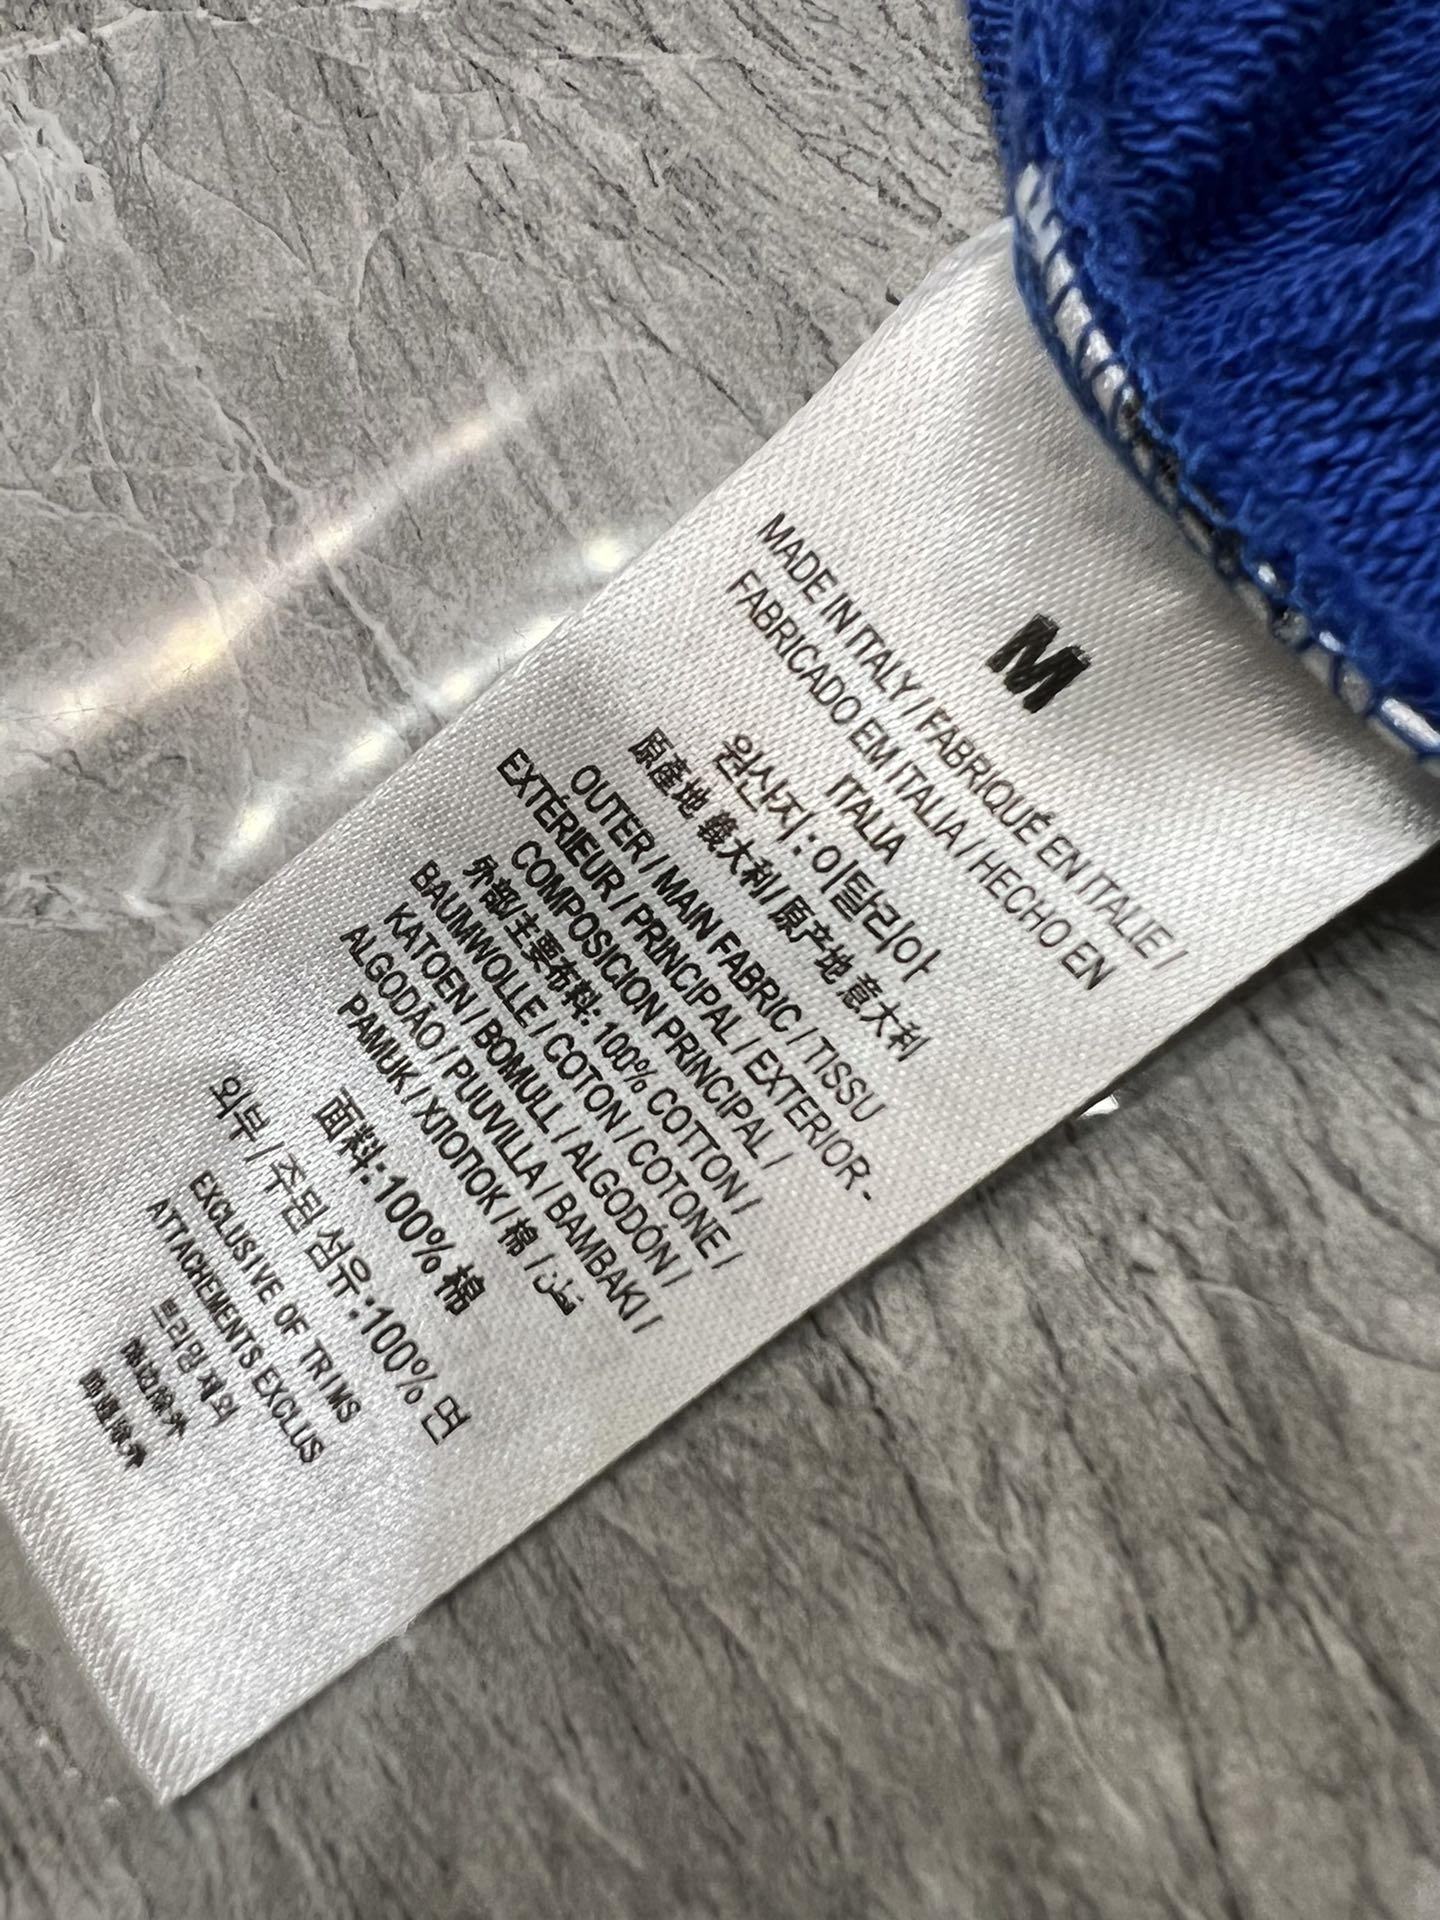 M
MADE IN ITALY / FABRIQUÉ EN ITALIE /
FABRICADO EM ITALIA / HECHO EN
ITALIA
원산지 : 이탈리아
原產地 義大利 / 原产地 意大利
OUTER / MAIN FABRIC / TISSU
EXTÉRIEUR / PRINCIPAL / EXTERIOR -
COMPOSICION PRINCIPAL /
外部/主要布料: 100% COTTON /
BAUMWOLLE / COTON / COTONE /
KATOEN / BOMULL / ALGODÓN /
ALGODÃO / PUUVILLA / BAMBAKI /
PAMUK / ХЛОПОК / 棉 / قطن
面料:100% 棉
외부 / 주된 섬유:100% 면
EXCLUSIVE OF TRIMS
ATTACHEMENTS EXCLUS
트리밍 제외